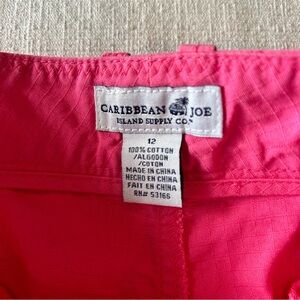 CARIBBEAN JOE
ISLAND SUPPLY CO.
12
100% COTTON
/ALGODON
/COTON
MADE IN CHINA
HECHO EN CHINA
FAIT EN CHINA
RN# 53166